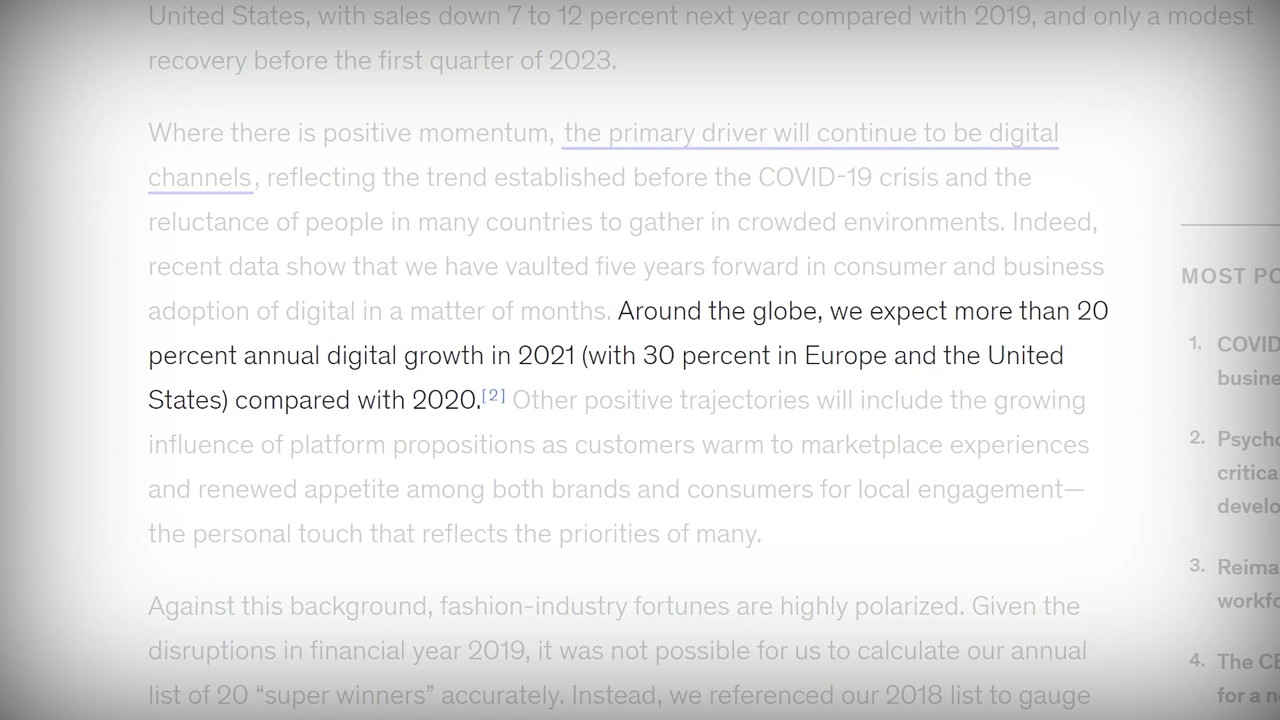 United States, with sales down 7 to 12 percent next year compared with 2019, and only a modest
recovery before the first quarter of 2023.
Where there is positive momentum, the primary driver will continue to be digital
channels, reflecting the trend established before the COVID-19 crisis and the
reluctance of people in many countries to gather in crowded environments. Indeed,
recent data show that we have vaulted five years forward in consumer and business
adoption of digital in a matter of months. Around the globe, we expect more than 20
percent annual digital growth in 2021 (with 30 percent in Europe and the United
States) compared with 2020.[2] Other positive trajectories will include the growing
influence of platform propositions as customers warm to marketplace experiences
and renewed appetite among both brands and consumers for local engagement—
the personal touch that reflects the priorities of many.
Against this background, fashion-industry fortunes are highly polarized. Given the
disruptions in financial year 2019, it was not possible for us to calculate our annual
list of 20 “super winners” accurately. Instead, we referenced our 2018 list to gauge
MOST
1. COVID
2.
3.
4. The
for a